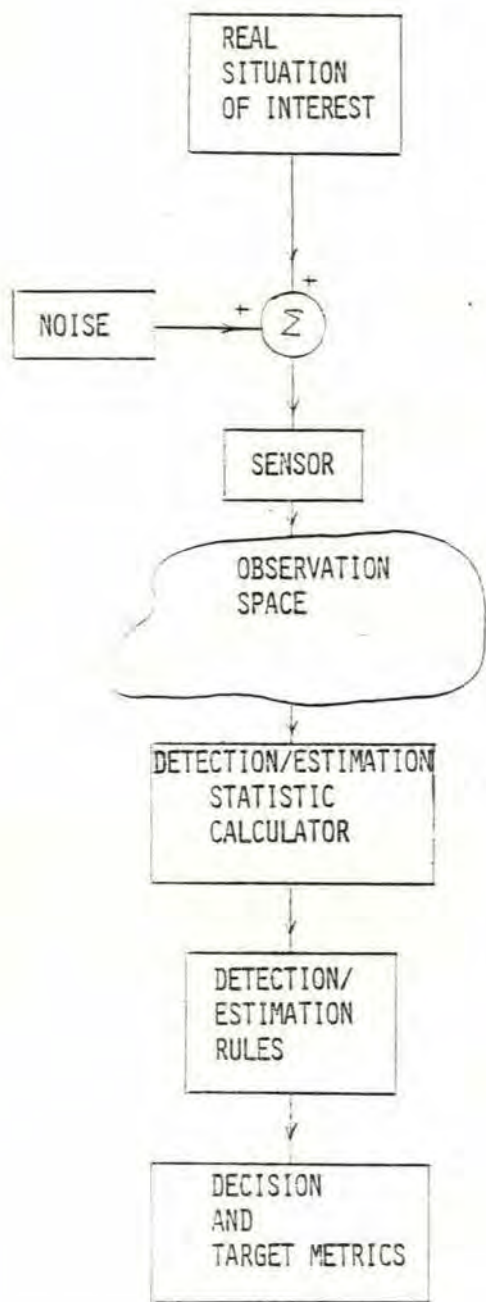 REAL
SITUATION
OF INTEREST
+
+
NOISE
Σ
SENSOR
OBSERVATION
SPACE
DETECTION/ESTIMATION
STATISTIC
CALCULATOR
DETECTION/
ESTIMATION
RULES
DECISION
AND
TARGET METRICS